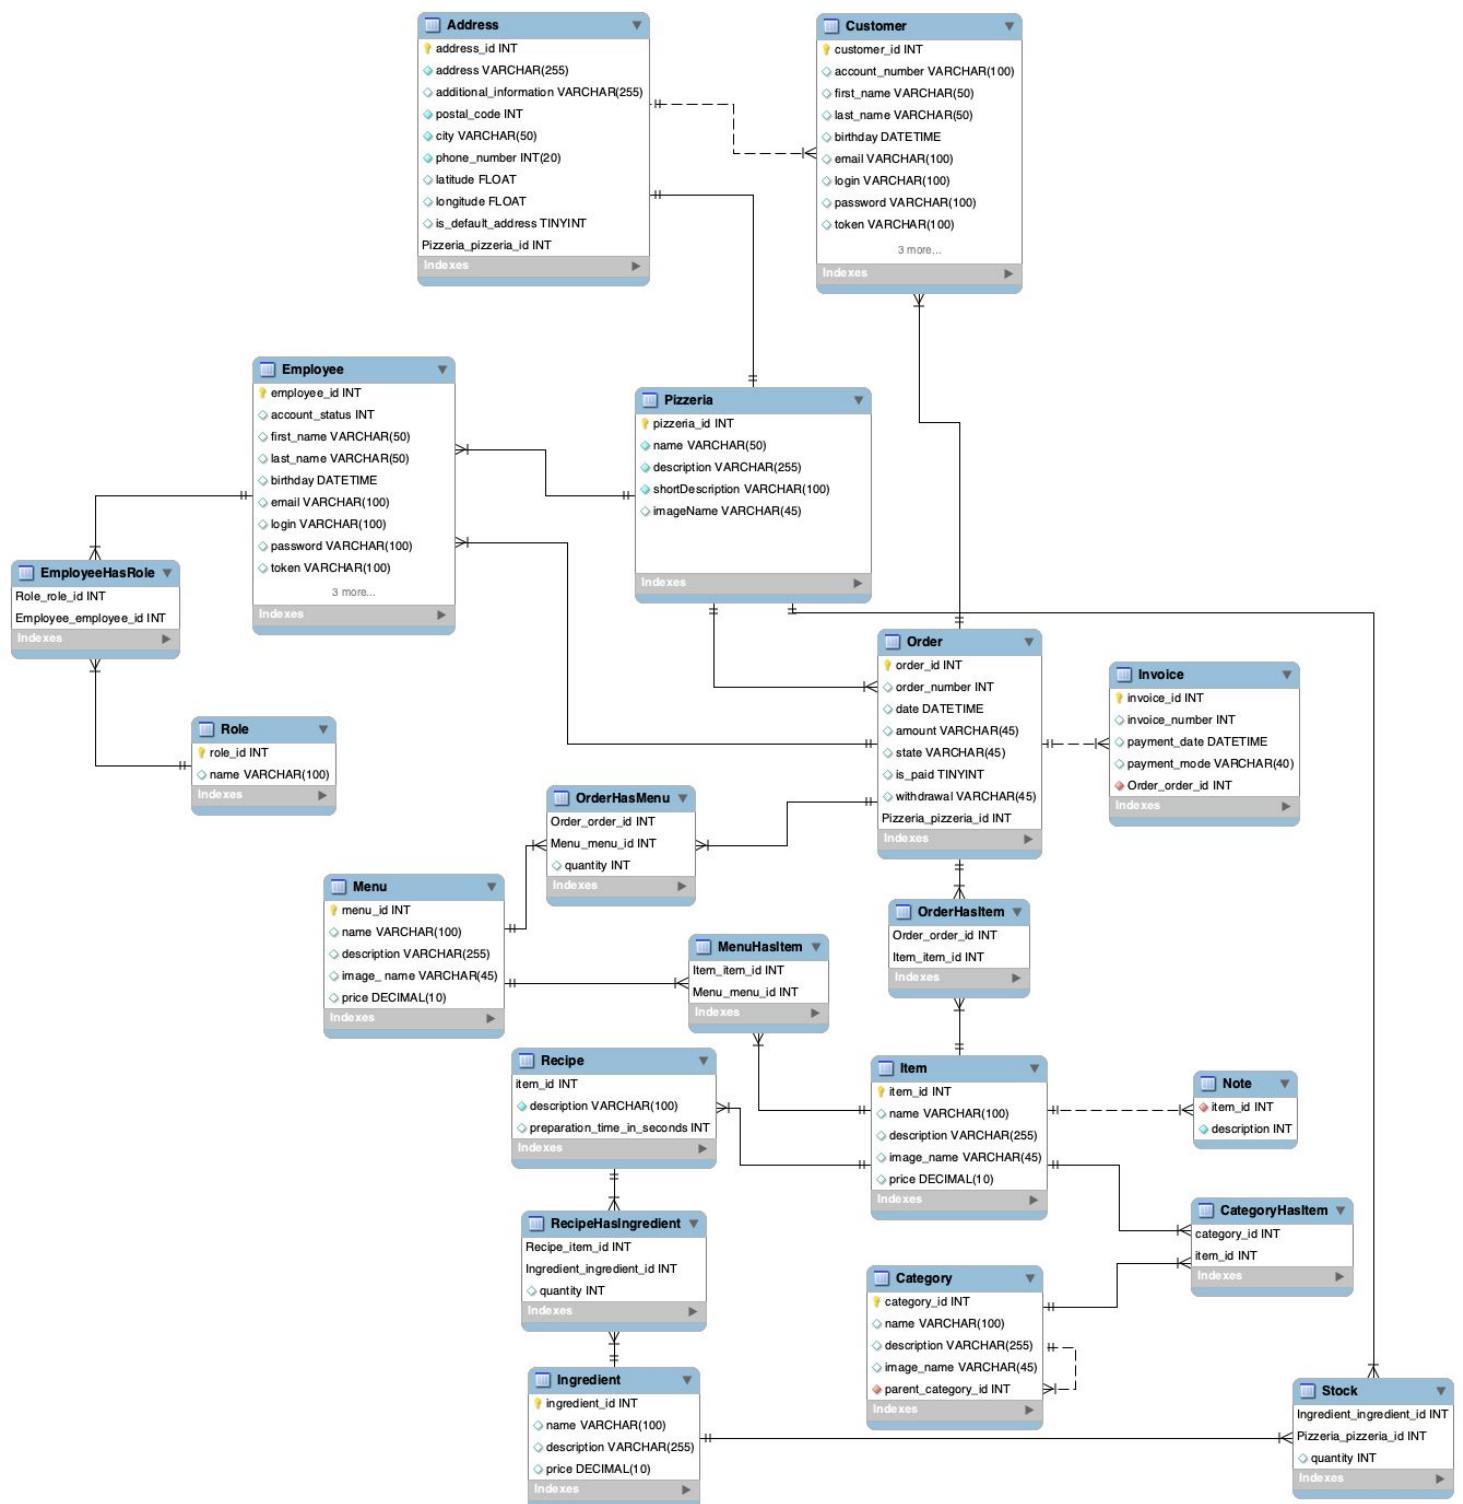 Address
address_id INT
address VARCHAR(255)
additional_information VARCHAR(255)
postal_code INT
city VARCHAR(50)
phone_number INT(20)
latitude FLOAT
longitude FLOAT
is_default_address TINYINT
Pizzeria_pizzeria_id INT
Indexes
Customer
customer_id INT
account_number VARCHAR(100)
first_name VARCHAR(50)
last_name VARCHAR(50)
birthday DATETIME
email VARCHAR(100)
login VARCHAR(100)
password VARCHAR(100)
token VARCHAR(100)
3 more...
Indexes
Employee
employee_id INT
account_status INT
first_name VARCHAR(50)
last_name VARCHAR(50)
birthday DATETIME
email VARCHAR(100)
login VARCHAR(100)
password VARCHAR(100)
token VARCHAR(100)
3 more...
Indexes
Pizzeria
pizzeria_id INT
name VARCHAR(50)
description VARCHAR(255)
shortDescription VARCHAR(100)
imageName VARCHAR(45)
Indexes
EmployeeHasRole
Role_role_id INT
Employee_employee_id INT
Indexes
Order
order_id INT
order_number INT
date DATETIME
amount VARCHAR(45)
state VARCHAR(45)
is_paid TINYINT
withdrawal VARCHAR(45)
Pizzeria_pizzeria_id INT
Indexes
Invoice
invoice_id INT
invoice_number INT
payment_date DATETIME
payment_mode VARCHAR(40)
Order_order_id INT
Indexes
Role
role_id INT
name VARCHAR(100)
Indexes
OrderHasMenu
Order_order_id INT
Menu_menu_id INT
quantity INT
Indexes
Menu
menu_id INT
name VARCHAR(100)
description VARCHAR(255)
image_ name VARCHAR(45)
price DECIMAL(10)
Indexes
OrderHasItem
Order_order_id INT
Item_item_id INT
Indexes
MenuHasItem
Item_item_id INT
Menu_menu_id INT
Indexes
Recipe
item_id INT
description VARCHAR(100)
preparation_time_in_seconds INT
Indexes
Item
item_id INT
name VARCHAR(100)
description VARCHAR(255)
image_name VARCHAR(45)
price DECIMAL(10)
Indexes
Note
item_id INT
description INT
Indexes
RecipeHasIngredient
Recipe_item_id INT
Ingredient_ingredient_id INT
quantity INT
Indexes
CategoryHasItem
category_id INT
item_id INT
Indexes
Category
category_id INT
name VARCHAR(100)
description VARCHAR(255)
image_name VARCHAR(45)
parent_category_id INT
Indexes
Ingredient
ingredient_id INT
name VARCHAR(100)
description VARCHAR(255)
price DECIMAL(10)
Indexes
Stock
Ingredient_ingredient_id INT
Pizzeria_pizzeria_id INT
quantity INT
Indexes